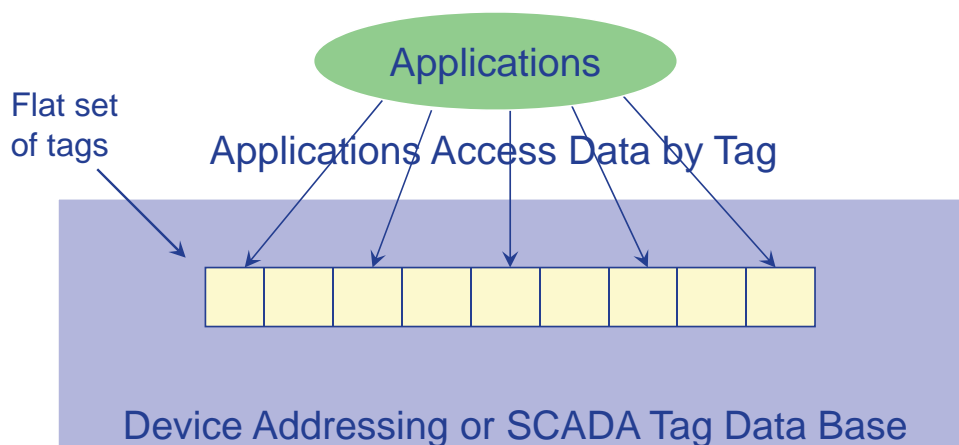 Applications
Flat set
of tags
Applications Access Data by Tag
Device Addressing or SCADA Tag Data Base